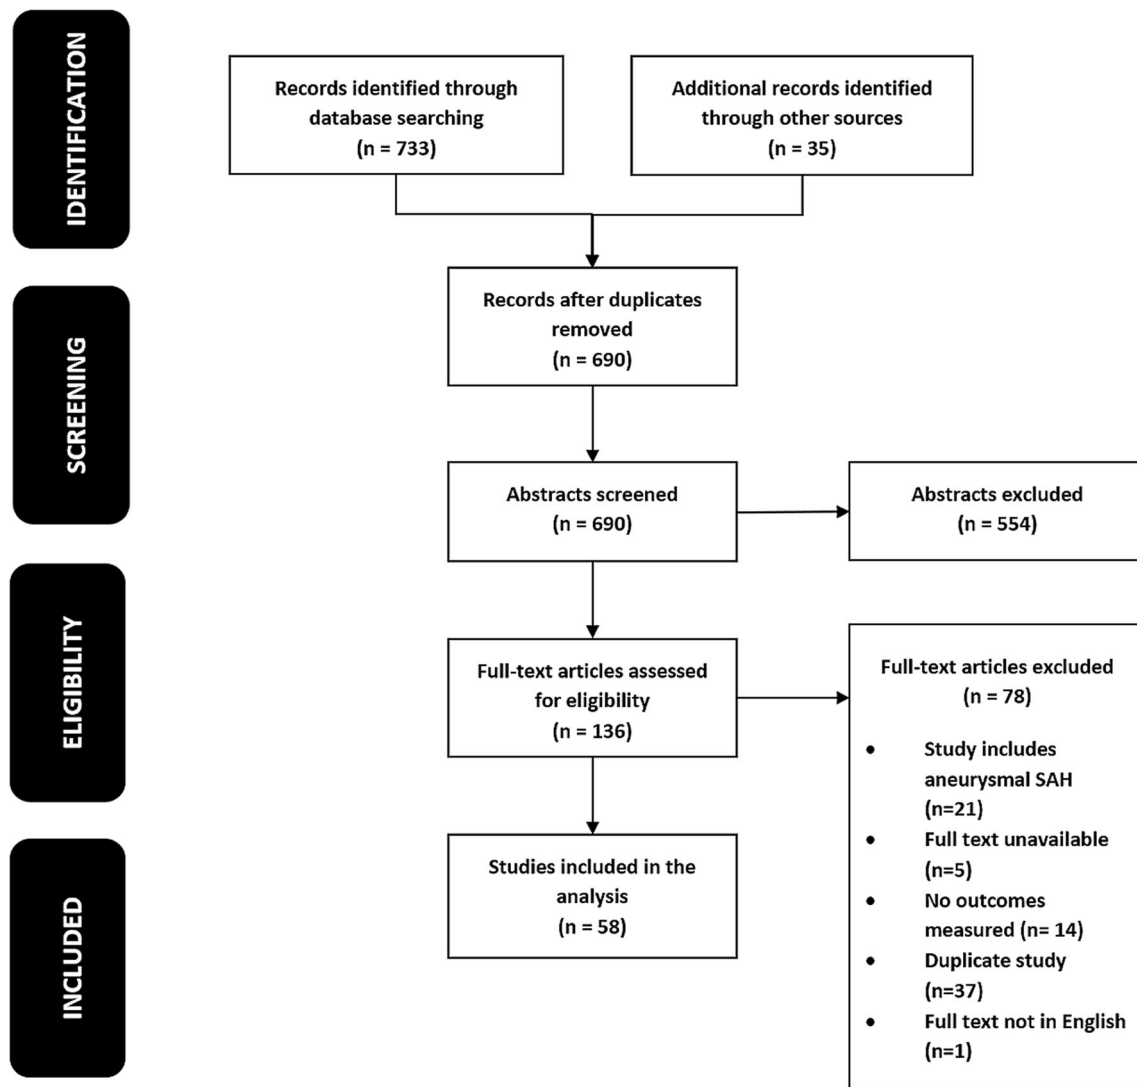 IDENTIFICATION
Records identified through
database searching
(n = 733)
Additional records identified
through other sources
(n = 35)
SCREENING
Records after duplicates
removed
(n = 690)
Abstracts screened
(n = 690)
Abstracts excluded
(n = 554)
ELIGIBILITY
Full-text articles assessed
for eligibility
(n = 136)
Full-text articles excluded
(n = 78)
• Study includes
aneurysmal SAH
(n=21)
• Full text unavailable
(n=5)
• No outcomes
measured (n= 14)
• Duplicate study
(n=37)
• Full text not in English
(n=1)
INCLUDED
Studies included in the
analysis
(n = 58)